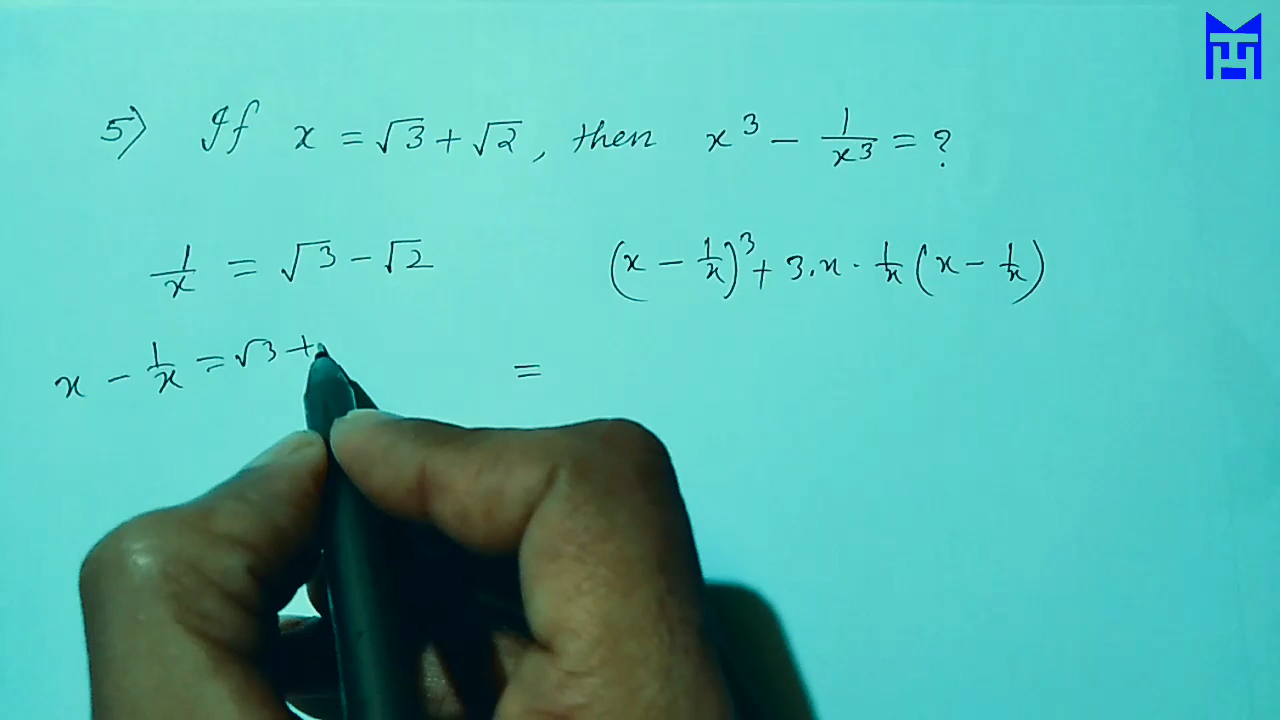 5) If x = √3 + √2, then x³ - 1/x³ = ?
1/x = √3 - √2
(x - 1/x)³ + 3.x · 1/x (x - 1/x)
x - 1/x = √3 +
=